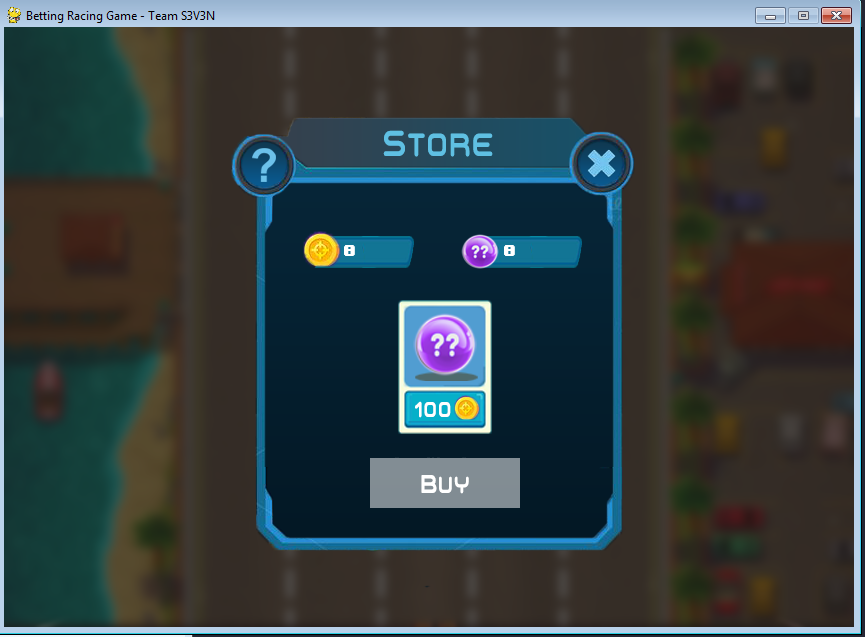 Betting Racing Game - Team S3V3N
STORE
?
0
?? 0
??
100
BUY